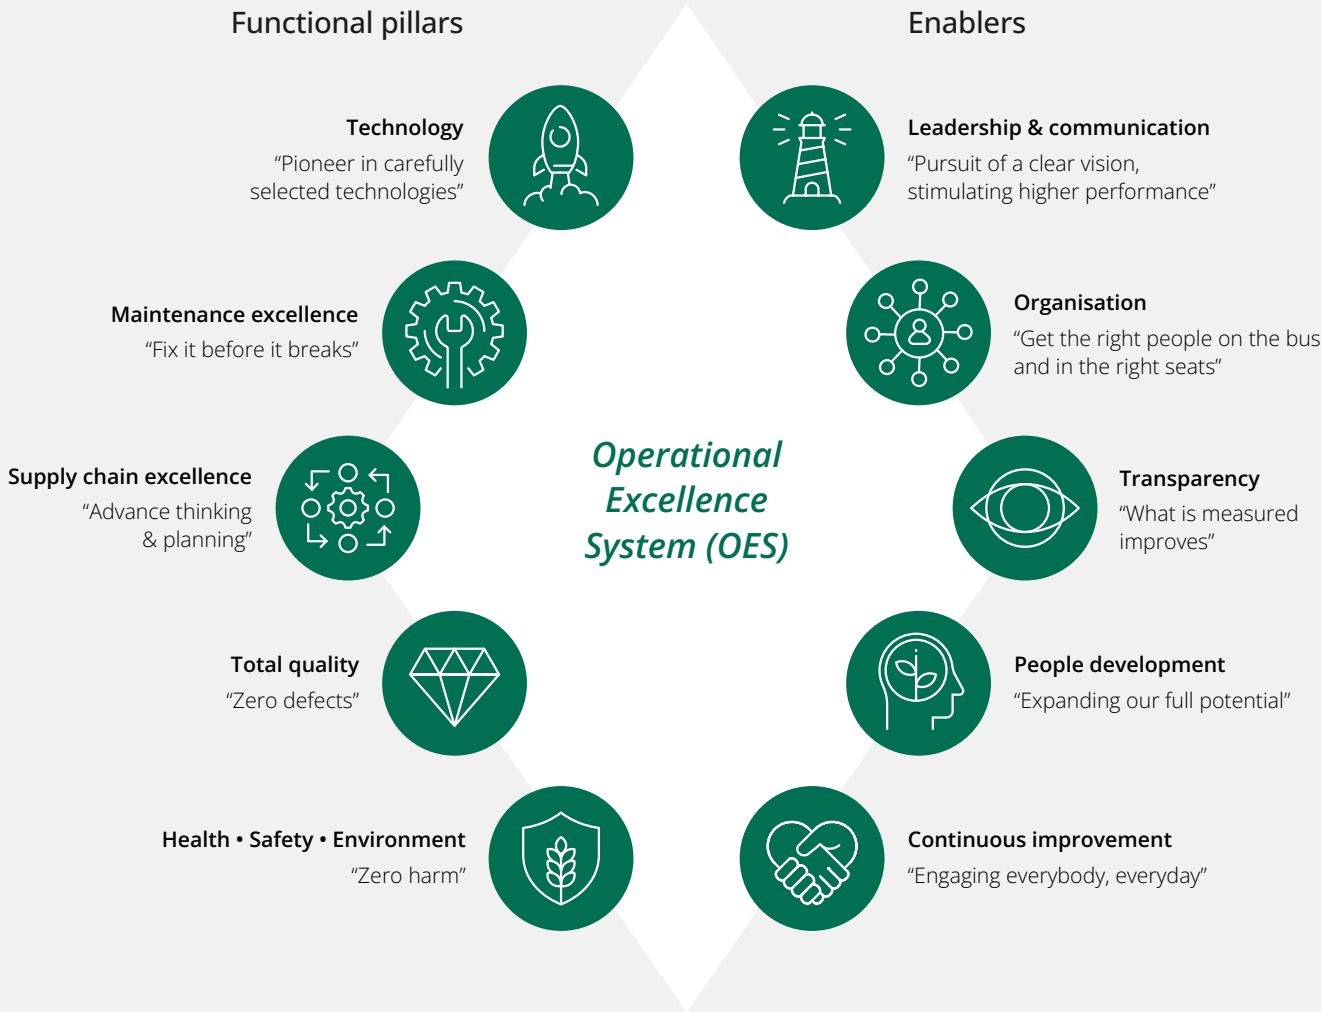 Functional pillars
Technology
“Pioneer in carefully
selected technologies”
Maintenance excellence
“Fix it before it breaks”
Supply chain excellence
“Advance thinking
& planning”
Total quality
“Zero defects”
Health • Safety • Environment
“Zero harm”
Operational
Excellence
System (OES)
Enablers
Leadership & communication
“Pursuit of a clear vision,
stimulating higher performance”
Organisation
“Get the right people on the bus
and in the right seats”
Transparency
“What is measured
improves”
People development
“Expanding our full potential”
Continuous improvement
“Engaging everybody, everyday”